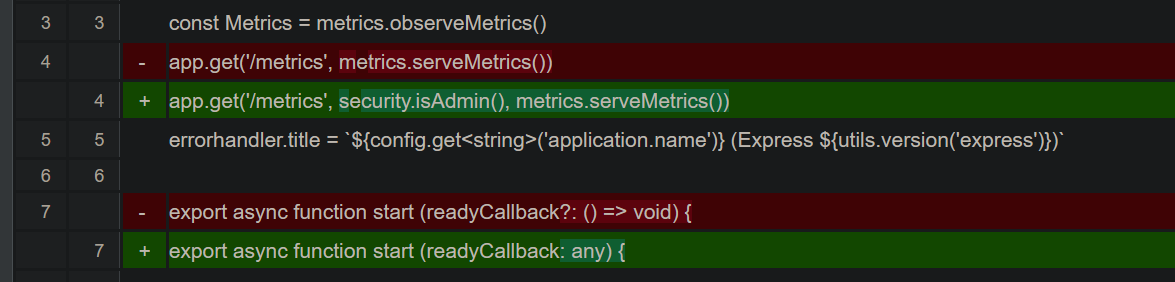 3 3 const Metrics = metrics.observeMetrics()
4 - app.get('/metrics', metrics.serveMetrics())
4 + app.get('/metrics', security.isAdmin(), metrics.serveMetrics())
5 5 errorhandler.title = `${config.get<string>('application.name')} (Express ${utils.version('express')})`
6 6
7 - export async function start (readyCallback?: () => void) {
7 + export async function start (readyCallback: any) {